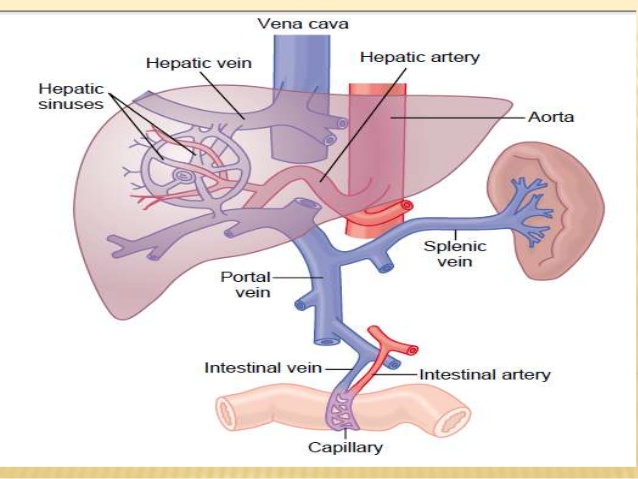 Vena cava
Hepatic vein
Hepatic artery
Hepatic
sinuses
Aorta
Splenic
vein
Portal
vein
Intestinal vein
Intestinal artery
Capillary